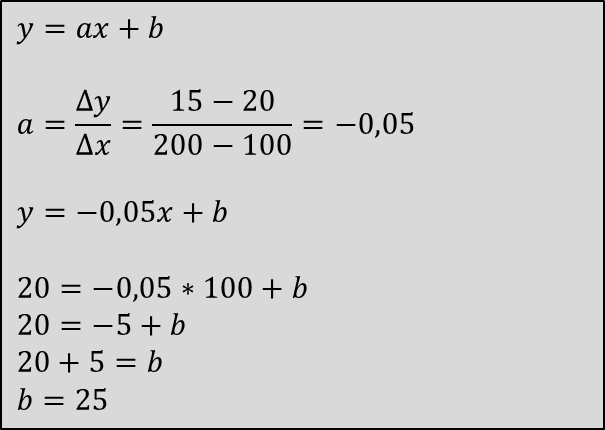 y = ax + b
a = Δy/Δx = (15 − 20)/(200 − 100) = −0,05
y = −0,05x + b
20 = −0,05 ∗ 100 + b
20 = −5 + b
20 + 5 = b
b = 25